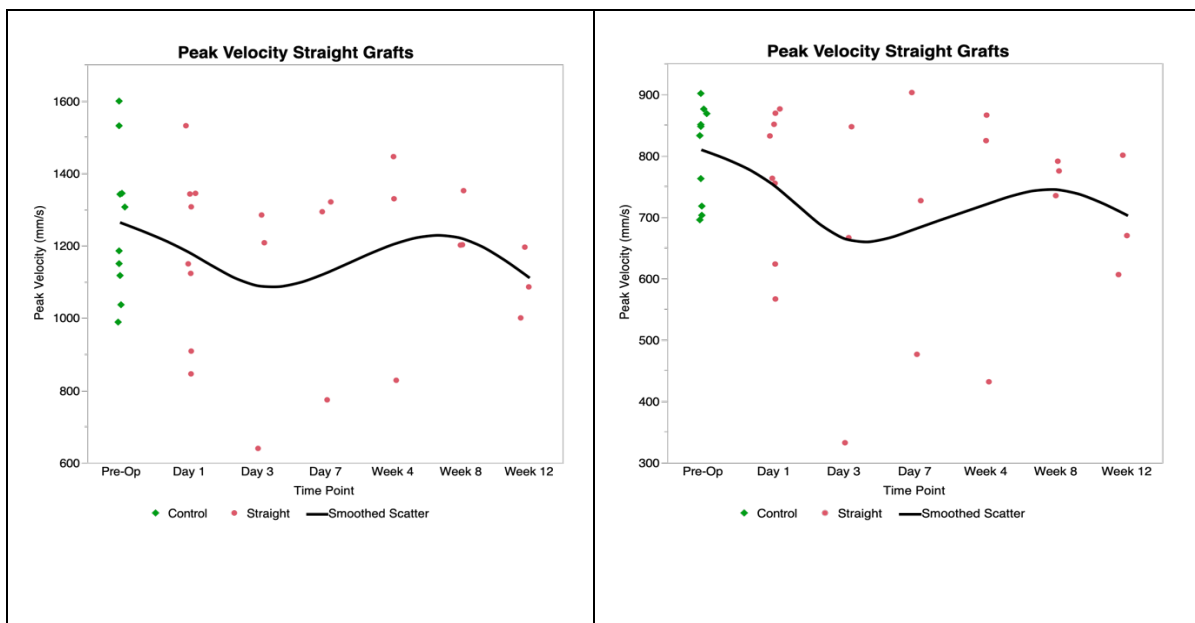 Peak Velocity Straight Grafts
Peak Velocity (mm/s)
1600
1400
1200
1000
800
600
Pre-Op Day 1 Day 3 Day 7 Week 4 Week 8 Week 12
Time Point
Control Straight Smoothed Scatter
Peak Velocity Straight Grafts
Peak Velocity (mm/s)
900
800
700
600
500
400
300
Pre-Op Day 1 Day 3 Day 7 Week 4 Week 8 Week 12
Time Point
Control Straight Smoothed Scatter